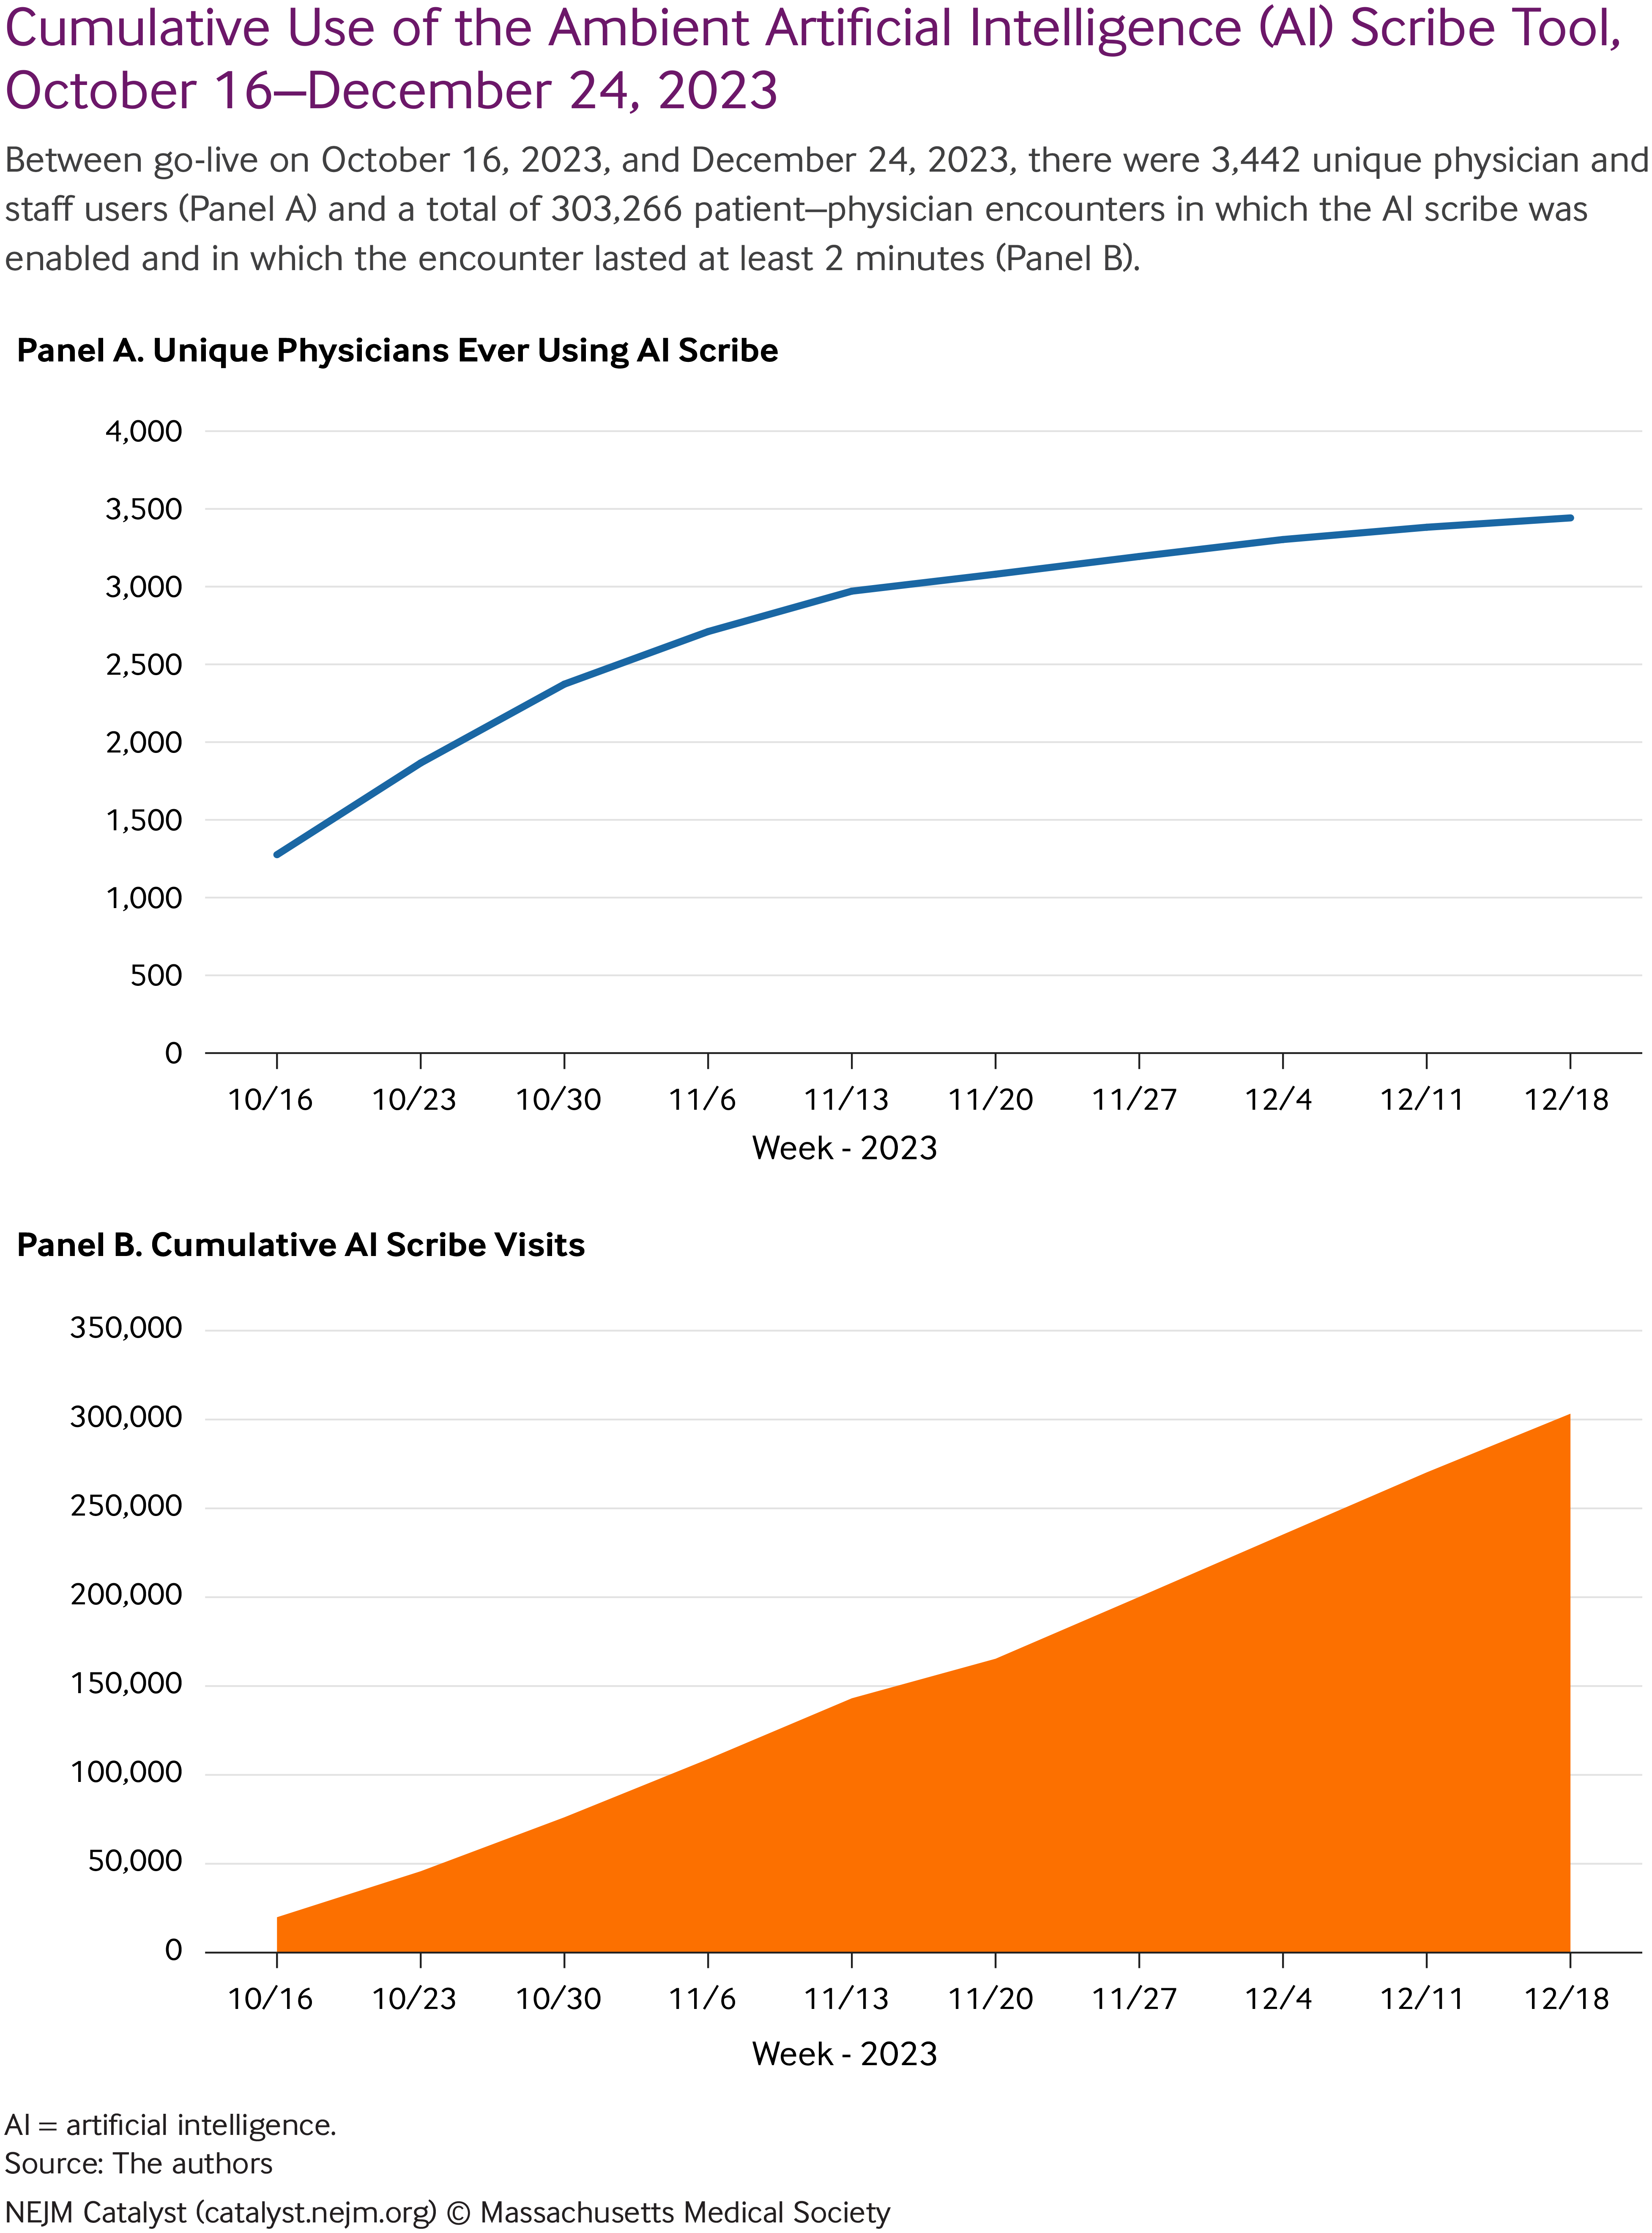 Cumulative Use of the Ambient Artificial Intelligence (AI) Scribe Tool,
October 16–December 24, 2023
Between go-live on October 16, 2023, and December 24, 2023, there were 3,442 unique physician and
staff users (Panel A) and a total of 303,266 patient–physician encounters in which the AI scribe was
enabled and in which the encounter lasted at least 2 minutes (Panel B).
Panel A. Unique Physicians Ever Using AI Scribe
4,000
3,500
3,000
2,500
2,000
1,500
1,000
500
0
10/16 10/23 10/30 11/6 11/13 11/20 11/27 12/4 12/11 12/18
Week - 2023
Panel B. Cumulative AI Scribe Visits
350,000
300,000
250,000
200,000
150,000
100,000
50,000
0
10/16 10/23 10/30 11/6 11/13 11/20 11/27 12/4 12/11 12/18
Week - 2023
AI = artificial intelligence.
Source: The authors
NEJM Catalyst (catalyst.nejm.org) © Massachusetts Medical Society